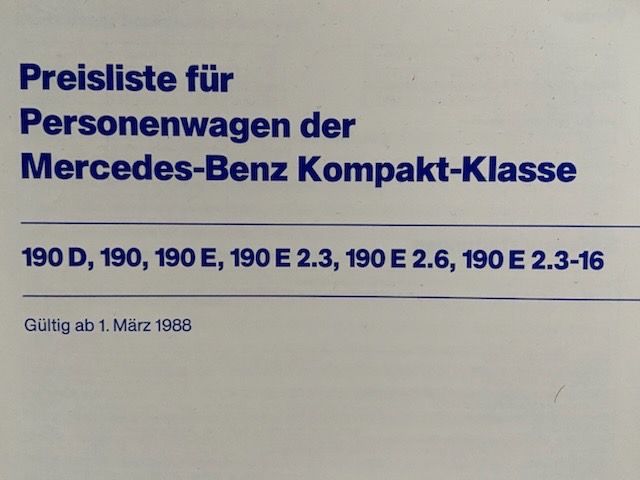 Preisliste für
Personenwagen der
Mercedes-Benz Kompakt-Klasse
190 D, 190, 190 E, 190 E 2.3, 190 E 2.6, 190 E 2.3-16
Gültig ab 1. März 1988